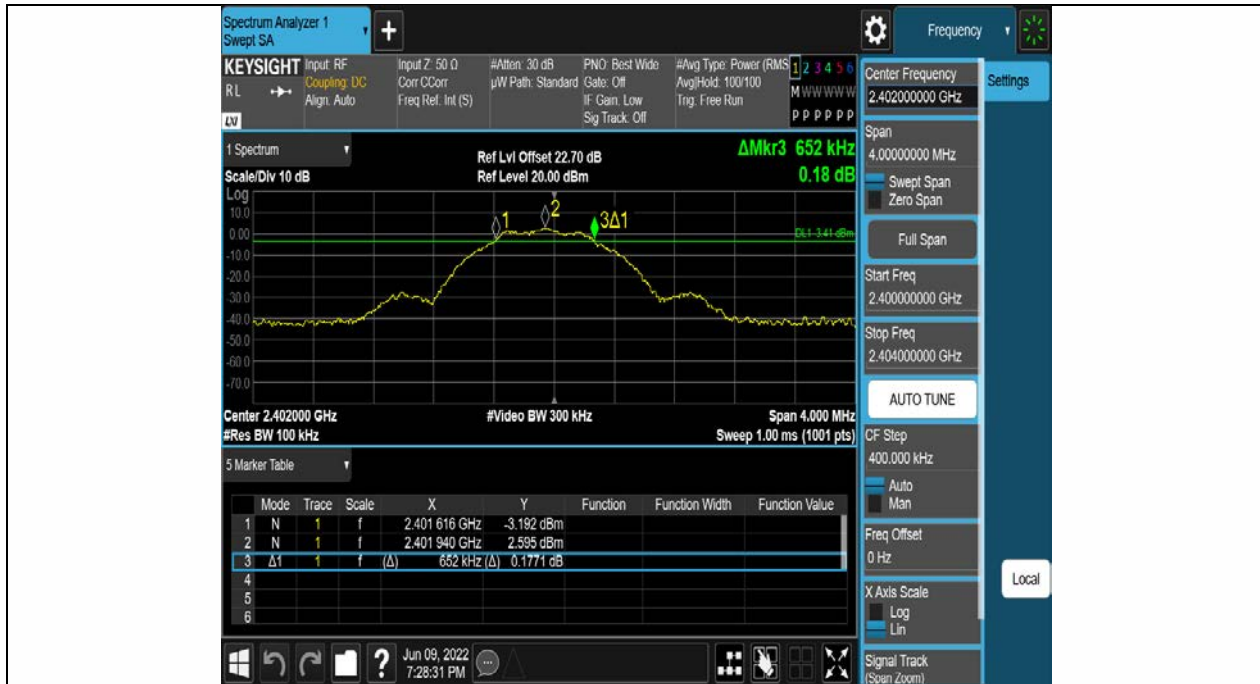 Spectrum Analyzer 1
Swept SA
+
Frequency
KEYSIGHT
RL
LXI
Input: RF
Coupling: DC
Align: Auto
Input Z: 50 Ω
Corr CCorr
Freq Ref: Int (S)
#Atten: 30 dB
µW Path: Standard
PNO: Best Wide
Gate: Off
IF Gain: Low
Sig Track: Off
#Avg Type: Power (RMS
Avg|Hold: 100/100
Trig: Free Run
1 2 3 4 5 6
M W W W W W
P P P P P P
1 Spectrum
Scale/Div 10 dB
Ref Lvl Offset 22.70 dB
Ref Level 20.00 dBm
ΔMkr3 652 kHz
0.18 dB
Log
10.0
0.00
-10.0
-20.0
-30.0
-40.0
-50.0
-60.0
-70.0
1
2
3Δ1
DL1 -3.41 dBm
Center 2.402000 GHz
#Video BW 300 kHz
Span 4.000 MHz
#Res BW 100 kHz
Sweep 1.00 ms (1001 pts)
5 Marker Table
Mode Trace Scale X Y Function Function Width Function Value
1 N 1 f 2.401 616 GHz -3.192 dBm
2 N 1 f 2.401 940 GHz 2.595 dBm
3 Δ1 1 f (Δ) 652 kHz (Δ) 0.1771 dB
4
5
6
?
Jun 09, 2022
7:28:31 PM
Center Frequency
2.402000000 GHz
Settings
Span
4.00000000 MHz
Swept Span
Zero Span
Full Span
Start Freq
2.400000000 GHz
Stop Freq
2.404000000 GHz
AUTO TUNE
CF Step
400.000 kHz
Auto
Man
Freq Offset
0 Hz
X Axis Scale
Log
Lin
Local
Signal Track
(Span Zoom)